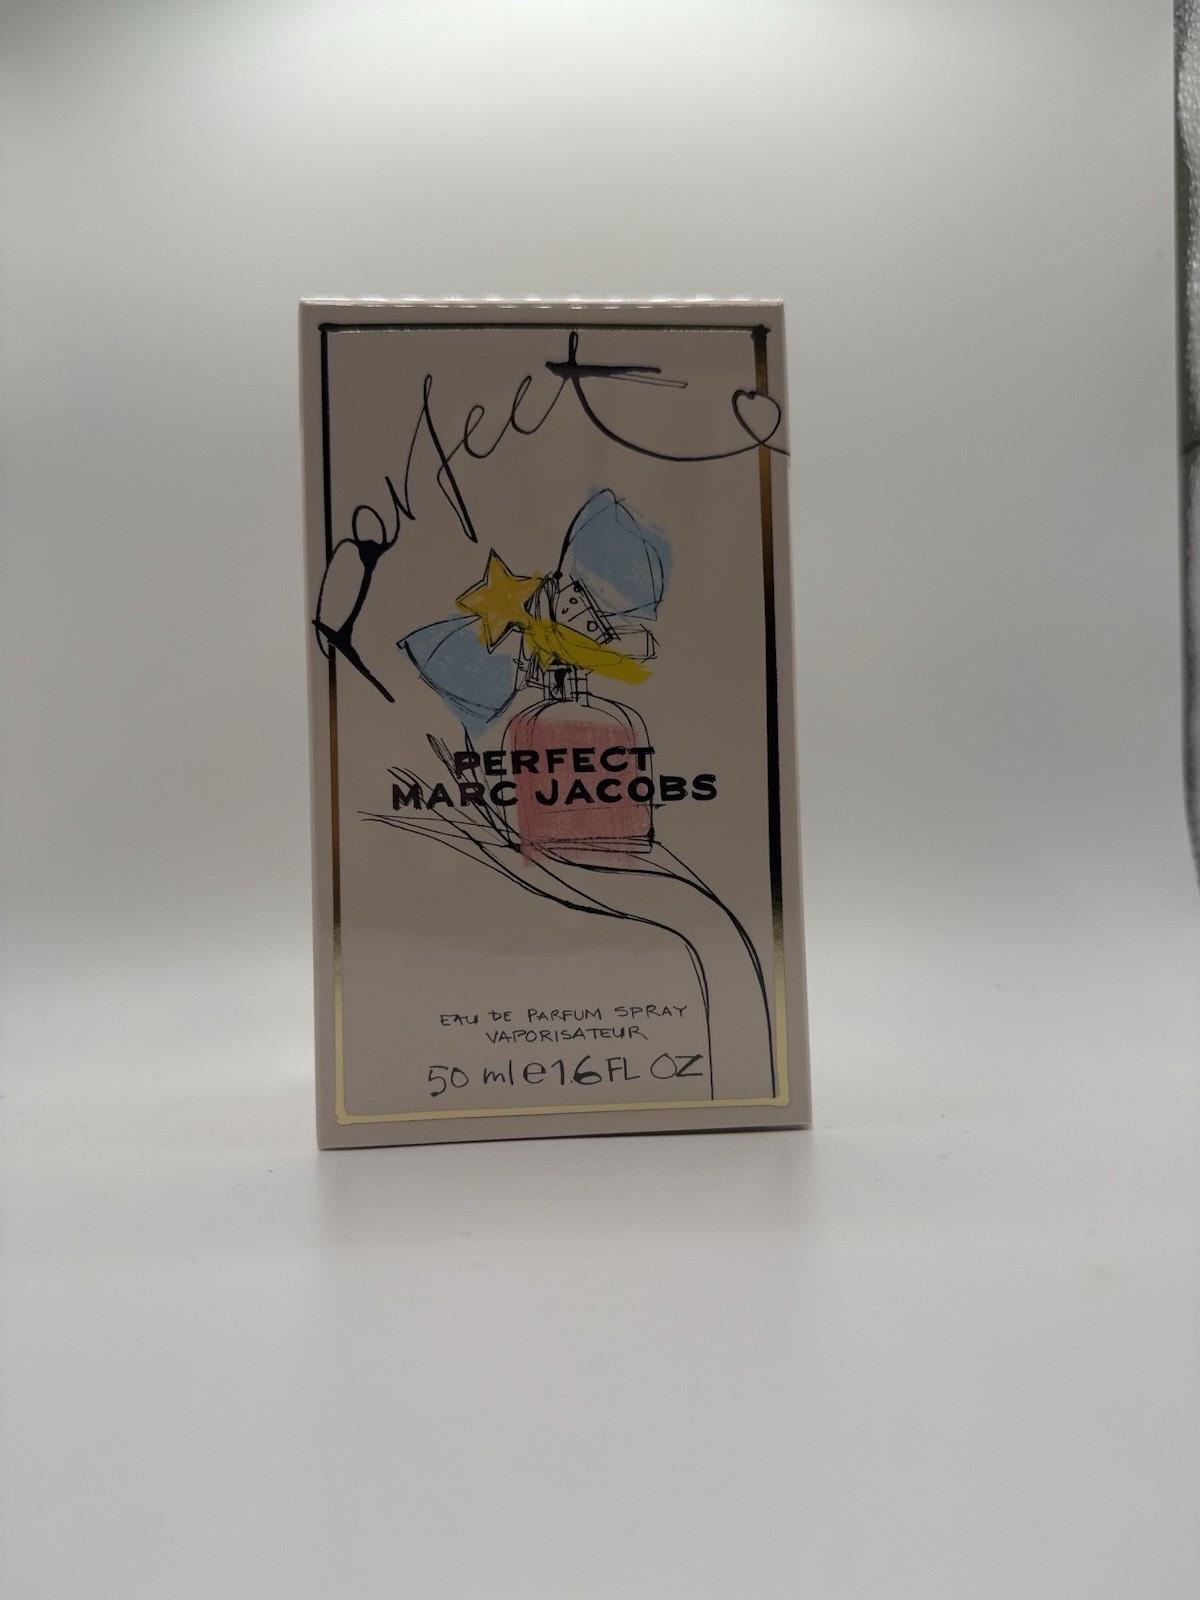 Perfect
PERFECT
MARC JACOBS
EAU DE PARFUM SPRAY
VAPORISATEUR
50 ml e 1.6 FL OZ